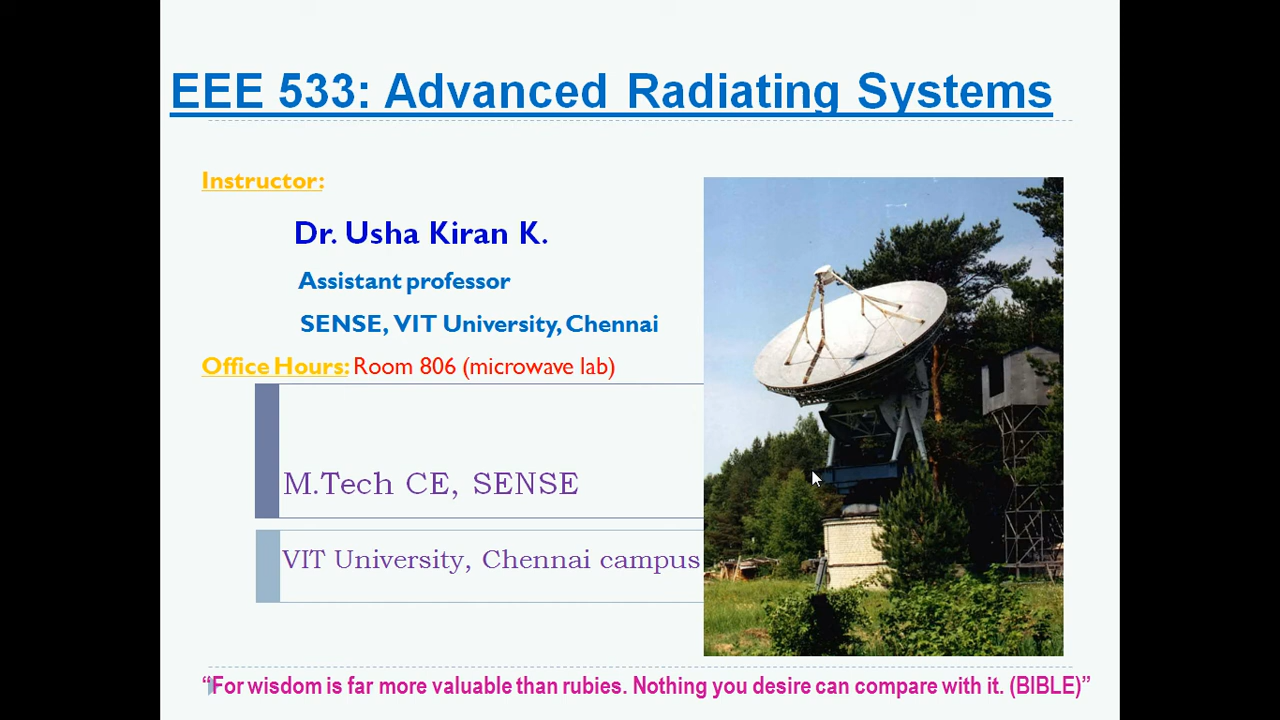 EEE 533: Advanced Radiating Systems
Instructor:
Dr. Usha Kiran K.
Assistant professor
SENSE, VIT University, Chennai
Office Hours: Room 806 (microwave lab)
M.Tech CE, SENSE
VIT University, Chennai campus
“For wisdom is far more valuable than rubies. Nothing you desire can compare with it. (BIBLE)”